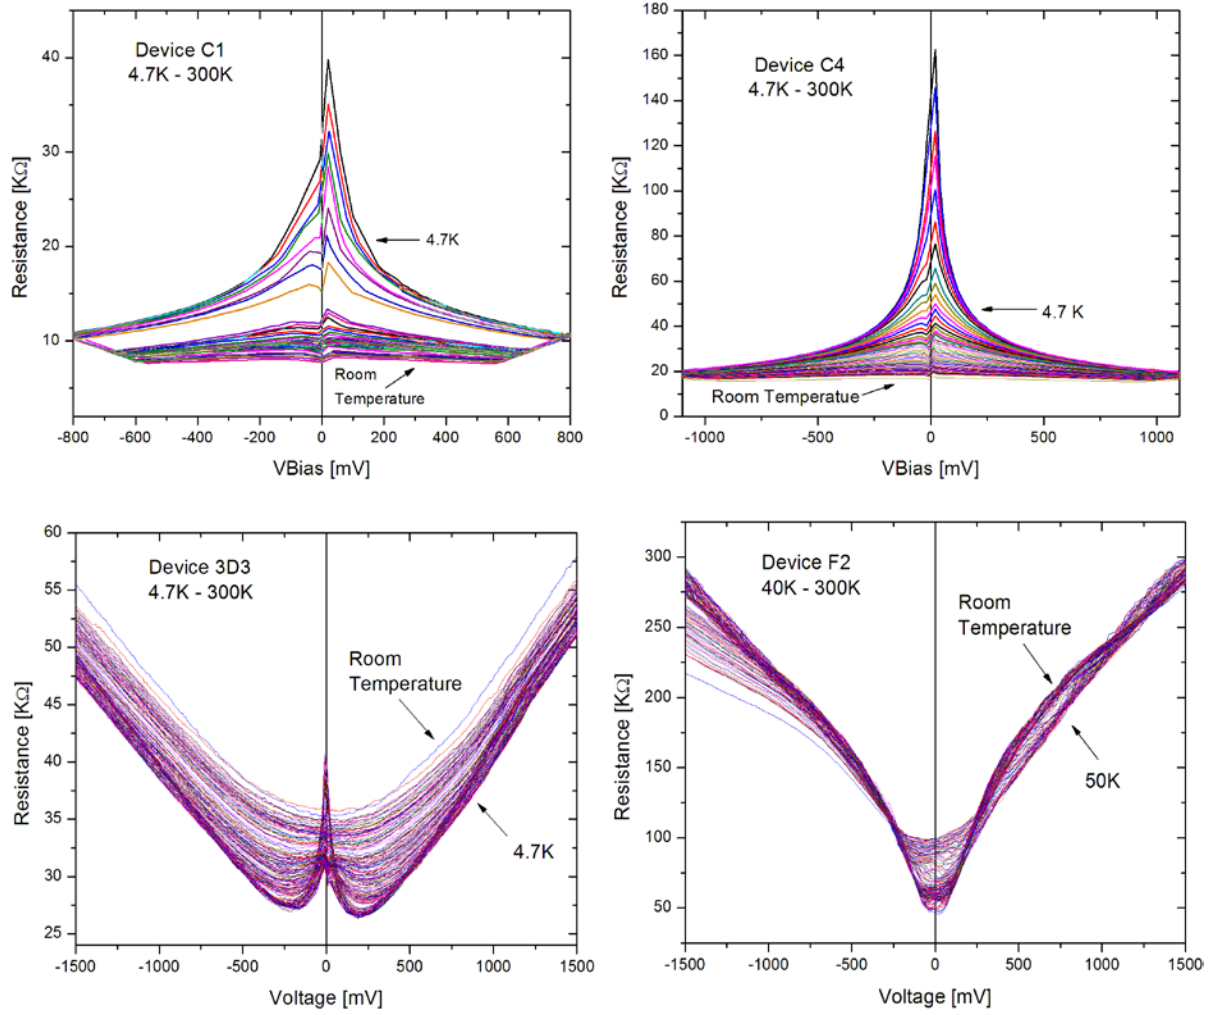 Device C1
4.7K - 300K
4.7K
Room
Temperature
40
30
20
10
-800 -600 -400 -200 0 200 400 600 800
Resistance [KΩ]
VBias [mV]
Device C4
4.7K - 300K
4.7 K
Room Temperatue
180
160
140
120
100
80
60
40
20
0
-1000 -500 0 500 1000
Resistance [KΩ]
VBias [mV]
Device 3D3
4.7K - 300K
Room
Temperature
4.7K
60
55
50
45
40
35
30
25
-1500 -1000 -500 0 500 1000 1500
Resistance [KΩ]
Voltage [mV]
Device F2
40K - 300K
Room
Temperature
50K
300
250
200
150
100
50
-1500 -1000 -500 0 500 1000 1500
Resistance [KΩ]
Voltage [mV]